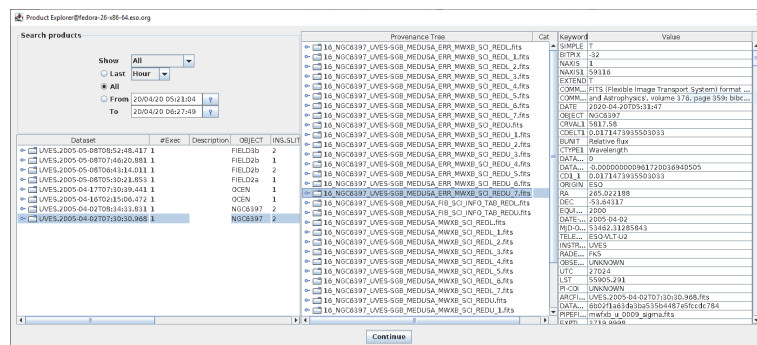 Product Explorer@fedora-26-x86-64.eso.org
Search products
Show All
Last Hour
All
From 20/04/20 05:21:04 ?
To 20/04/20 06:27:49 ?
Dataset #Exec Description OBJECT INS.SLIT
UVES.2005-05-08T08:52:48.417 1 FIELD3b 2
UVES.2005-05-08T07:46:20.881 1 FIELD2b 1
UVES.2005-05-08T06:43:14.011 1 FIELD2b 2
UVES.2005-05-08T05:30:21.853 1 FIELD2a 1
UVES.2005-04-17T07:30:39.441 1 OCEN 1
UVES.2005-04-16T02:15:06.472 1 OCEN 1
UVES.2005-04-02T08:34:33.831 1 NGC6397 2
UVES.2005-04-02T07:30:30.968 1 NGC6397 2
Provenance Tree Cat
16_NGC6397_UVES-SGB_MEDUSA_ERR_MWXB_SCI_REDL.fits
16_NGC6397_UVES-SGB_MEDUSA_ERR_MWXB_SCI_REDL_1.fits
16_NGC6397_UVES-SGB_MEDUSA_ERR_MWXB_SCI_REDL_2.fits
16_NGC6397_UVES-SGB_MEDUSA_ERR_MWXB_SCI_REDL_3.fits
16_NGC6397_UVES-SGB_MEDUSA_ERR_MWXB_SCI_REDL_4.fits
16_NGC6397_UVES-SGB_MEDUSA_ERR_MWXB_SCI_REDL_5.fits
16_NGC6397_UVES-SGB_MEDUSA_ERR_MWXB_SCI_REDL_6.fits
16_NGC6397_UVES-SGB_MEDUSA_ERR_MWXB_SCI_REDL_7.fits
16_NGC6397_UVES-SGB_MEDUSA_ERR_MWXB_SCI_REDU.fits
16_NGC6397_UVES-SGB_MEDUSA_ERR_MWXB_SCI_REDU_1.fits
16_NGC6397_UVES-SGB_MEDUSA_ERR_MWXB_SCI_REDU_2.fits
16_NGC6397_UVES-SGB_MEDUSA_ERR_MWXB_SCI_REDU_3.fits
16_NGC6397_UVES-SGB_MEDUSA_ERR_MWXB_SCI_REDU_4.fits
16_NGC6397_UVES-SGB_MEDUSA_ERR_MWXB_SCI_REDU_5.fits
16_NGC6397_UVES-SGB_MEDUSA_ERR_MWXB_SCI_REDU_6.fits
16_NGC6397_UVES-SGB_MEDUSA_ERR_MWXB_SCI_REDU_7.fits
16_NGC6397_UVES-SGB_MEDUSA_FIB_SCI_INFO_TAB_REDL.fits
16_NGC6397_UVES-SGB_MEDUSA_FIB_SCI_INFO_TAB_REDU.fits
16_NGC6397_UVES-SGB_MEDUSA_MWXB_SCI_REDL.fits
16_NGC6397_UVES-SGB_MEDUSA_MWXB_SCI_REDL_1.fits
16_NGC6397_UVES-SGB_MEDUSA_MWXB_SCI_REDL_2.fits
16_NGC6397_UVES-SGB_MEDUSA_MWXB_SCI_REDL_3.fits
16_NGC6397_UVES-SGB_MEDUSA_MWXB_SCI_REDL_4.fits
16_NGC6397_UVES-SGB_MEDUSA_MWXB_SCI_REDL_5.fits
16_NGC6397_UVES-SGB_MEDUSA_MWXB_SCI_REDL_6.fits
16_NGC6397_UVES-SGB_MEDUSA_MWXB_SCI_REDL_7.fits
16_NGC6397_UVES-SGB_MEDUSA_MWXB_SCI_REDU.fits
16_NGC6397_UVES-SGB_MEDUSA_MWXB_SCI_REDU_1.fits
Keyword Value
SIMPLE T
BITPIX -32
NAXIS 1
NAXIS1 59316
EXTEND T
COMM... FITS (Flexible Image Transport System) format ...
COMM... and Astrophysics', volume 376, page 359; bibc...
DATE 2020-04-20T05:31:47
OBJECT NGC6397
CRVAL1 5817.58
CDELT1 0.0171473935503033
BUNIT Relative flux
CTYPE1 Wavelength
DATA... 0
DATA... -0.0000000009617200369405​05
CD1_1 0.0171473935503033
ORIGIN ESO
RA 265.022188
DEC -53.64317
EQUI... 2000
DATE-... 2005-04-02
MJD-O... 53462.31285843
TELE... ESO-VLT-U2
INSTR... UVES
RADE... FK5
OBSE... UNKNOWN
UTC 27024
LST 55905.291
PI-COI UNKNOWN
ARCFI... UVES.2005-04-02T07:30:30.968.fits
DATA... 6b02f1a63da3ba535b4487e5fccdc784
PIPEFI... mwfxb_u_0009_sigma.fits
EXPTI... 3719.9998
Continue